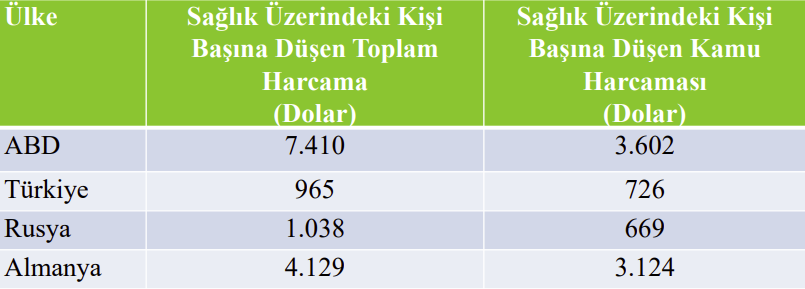 Ülke
Sağlık Üzerindeki Kişi
Başına Düşen Toplam
Harcama
(Dolar)
Sağlık Üzerindeki Kişi
Başına Düşen Kamu
Harcaması
(Dolar)
ABD 7.410 3.602
Türkiye 965 726
Rusya 1.038 669
Almanya 4.129 3.124